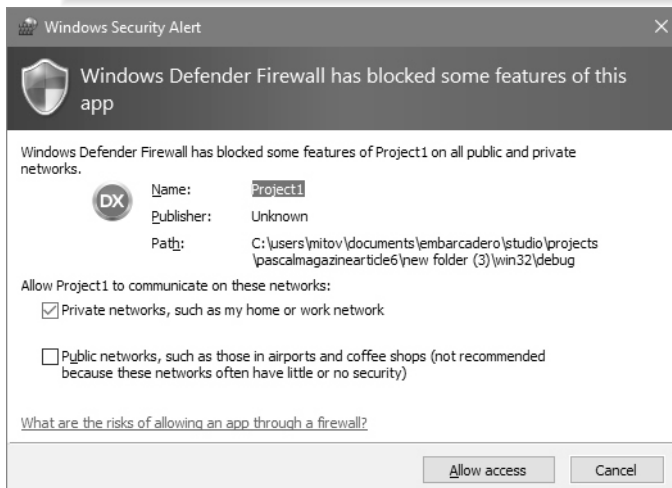 Windows Security Alert
Windows Defender Firewall has blocked some features of this
app
Windows Defender Firewall has blocked some features of Project1 on all public and private
networks.
DX
Name: Project1
Publisher: Unknown
Path: C:\users\mitov\documents\embarcadero\studio\projects
\pascalmagazinearticle6\new folder (3)\win32\debug
Allow Project1 to communicate on these networks:
Private networks, such as my home or work network
Public networks, such as those in airports and coffee shops (not recommended
because these networks often have little or no security)
What are the risks of allowing an app through a firewall?
Allow access
Cancel